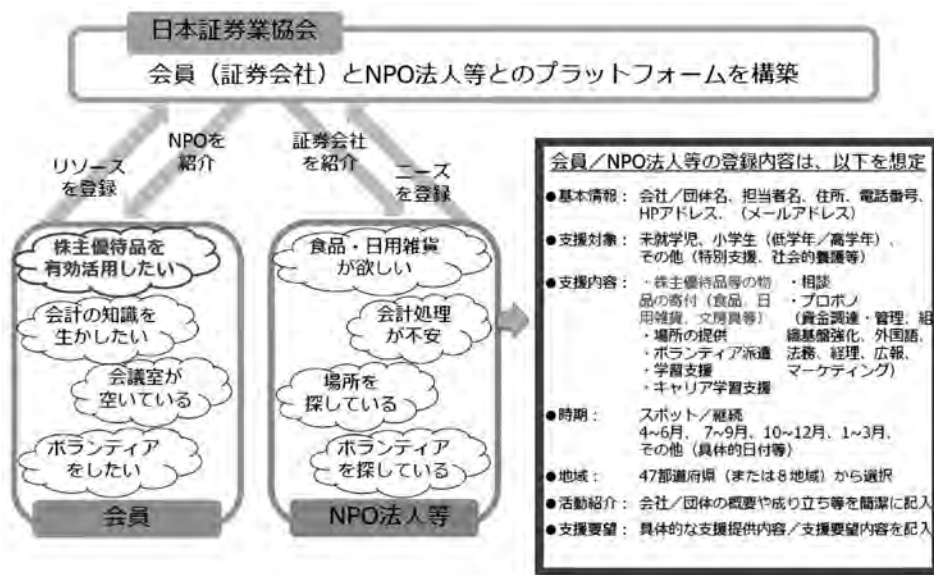 日本証券業協会
会員（証券会社）とNPO法人等とのプラットフォームを構築
リソース
を登録
NPOを
紹介
証券会社
を紹介
ニーズ
を登録
株主優待品を
有効活用したい
会計の知識を
生かしたい
会議室が
空いている
ボランティア
をしたい
会員
食品・日用雑貨
が欲しい
会計処理
が不安
場所を
探している
ボランティア
を探している
NPO法人等
会員／NPO法人等の登録内容は、以下を想定
●基本情報： 会社／団体名、担当者名、住所、電話番号、
HPアドレス、（メールアドレス）
●支援対象： 未就学児、小学生（低学年／高学年）、
その他（特別支援、社会的養護等）
●支援内容： ・株主優待品等の物
品の寄付（食品、日
用雑貨、文房具等）
・場所の提供
・ボランティア派遣
・学習支援
・キャリア学習支援
・相談
・プロボノ
（資金調達・管理、組
織基盤強化、外国語、
法務、経理、広報、
マーケティング）
●時期： スポット／継続
4~6月、7~9月、10~12月、1~3月、
その他（具体的日付等）
●地域： 47都道府県（または８地域）から選択
●活動紹介： 会社／団体の概要や成り立ち等を簡潔に記入
●支援要望： 具体的な支援提供内容／支援要望内容を記入